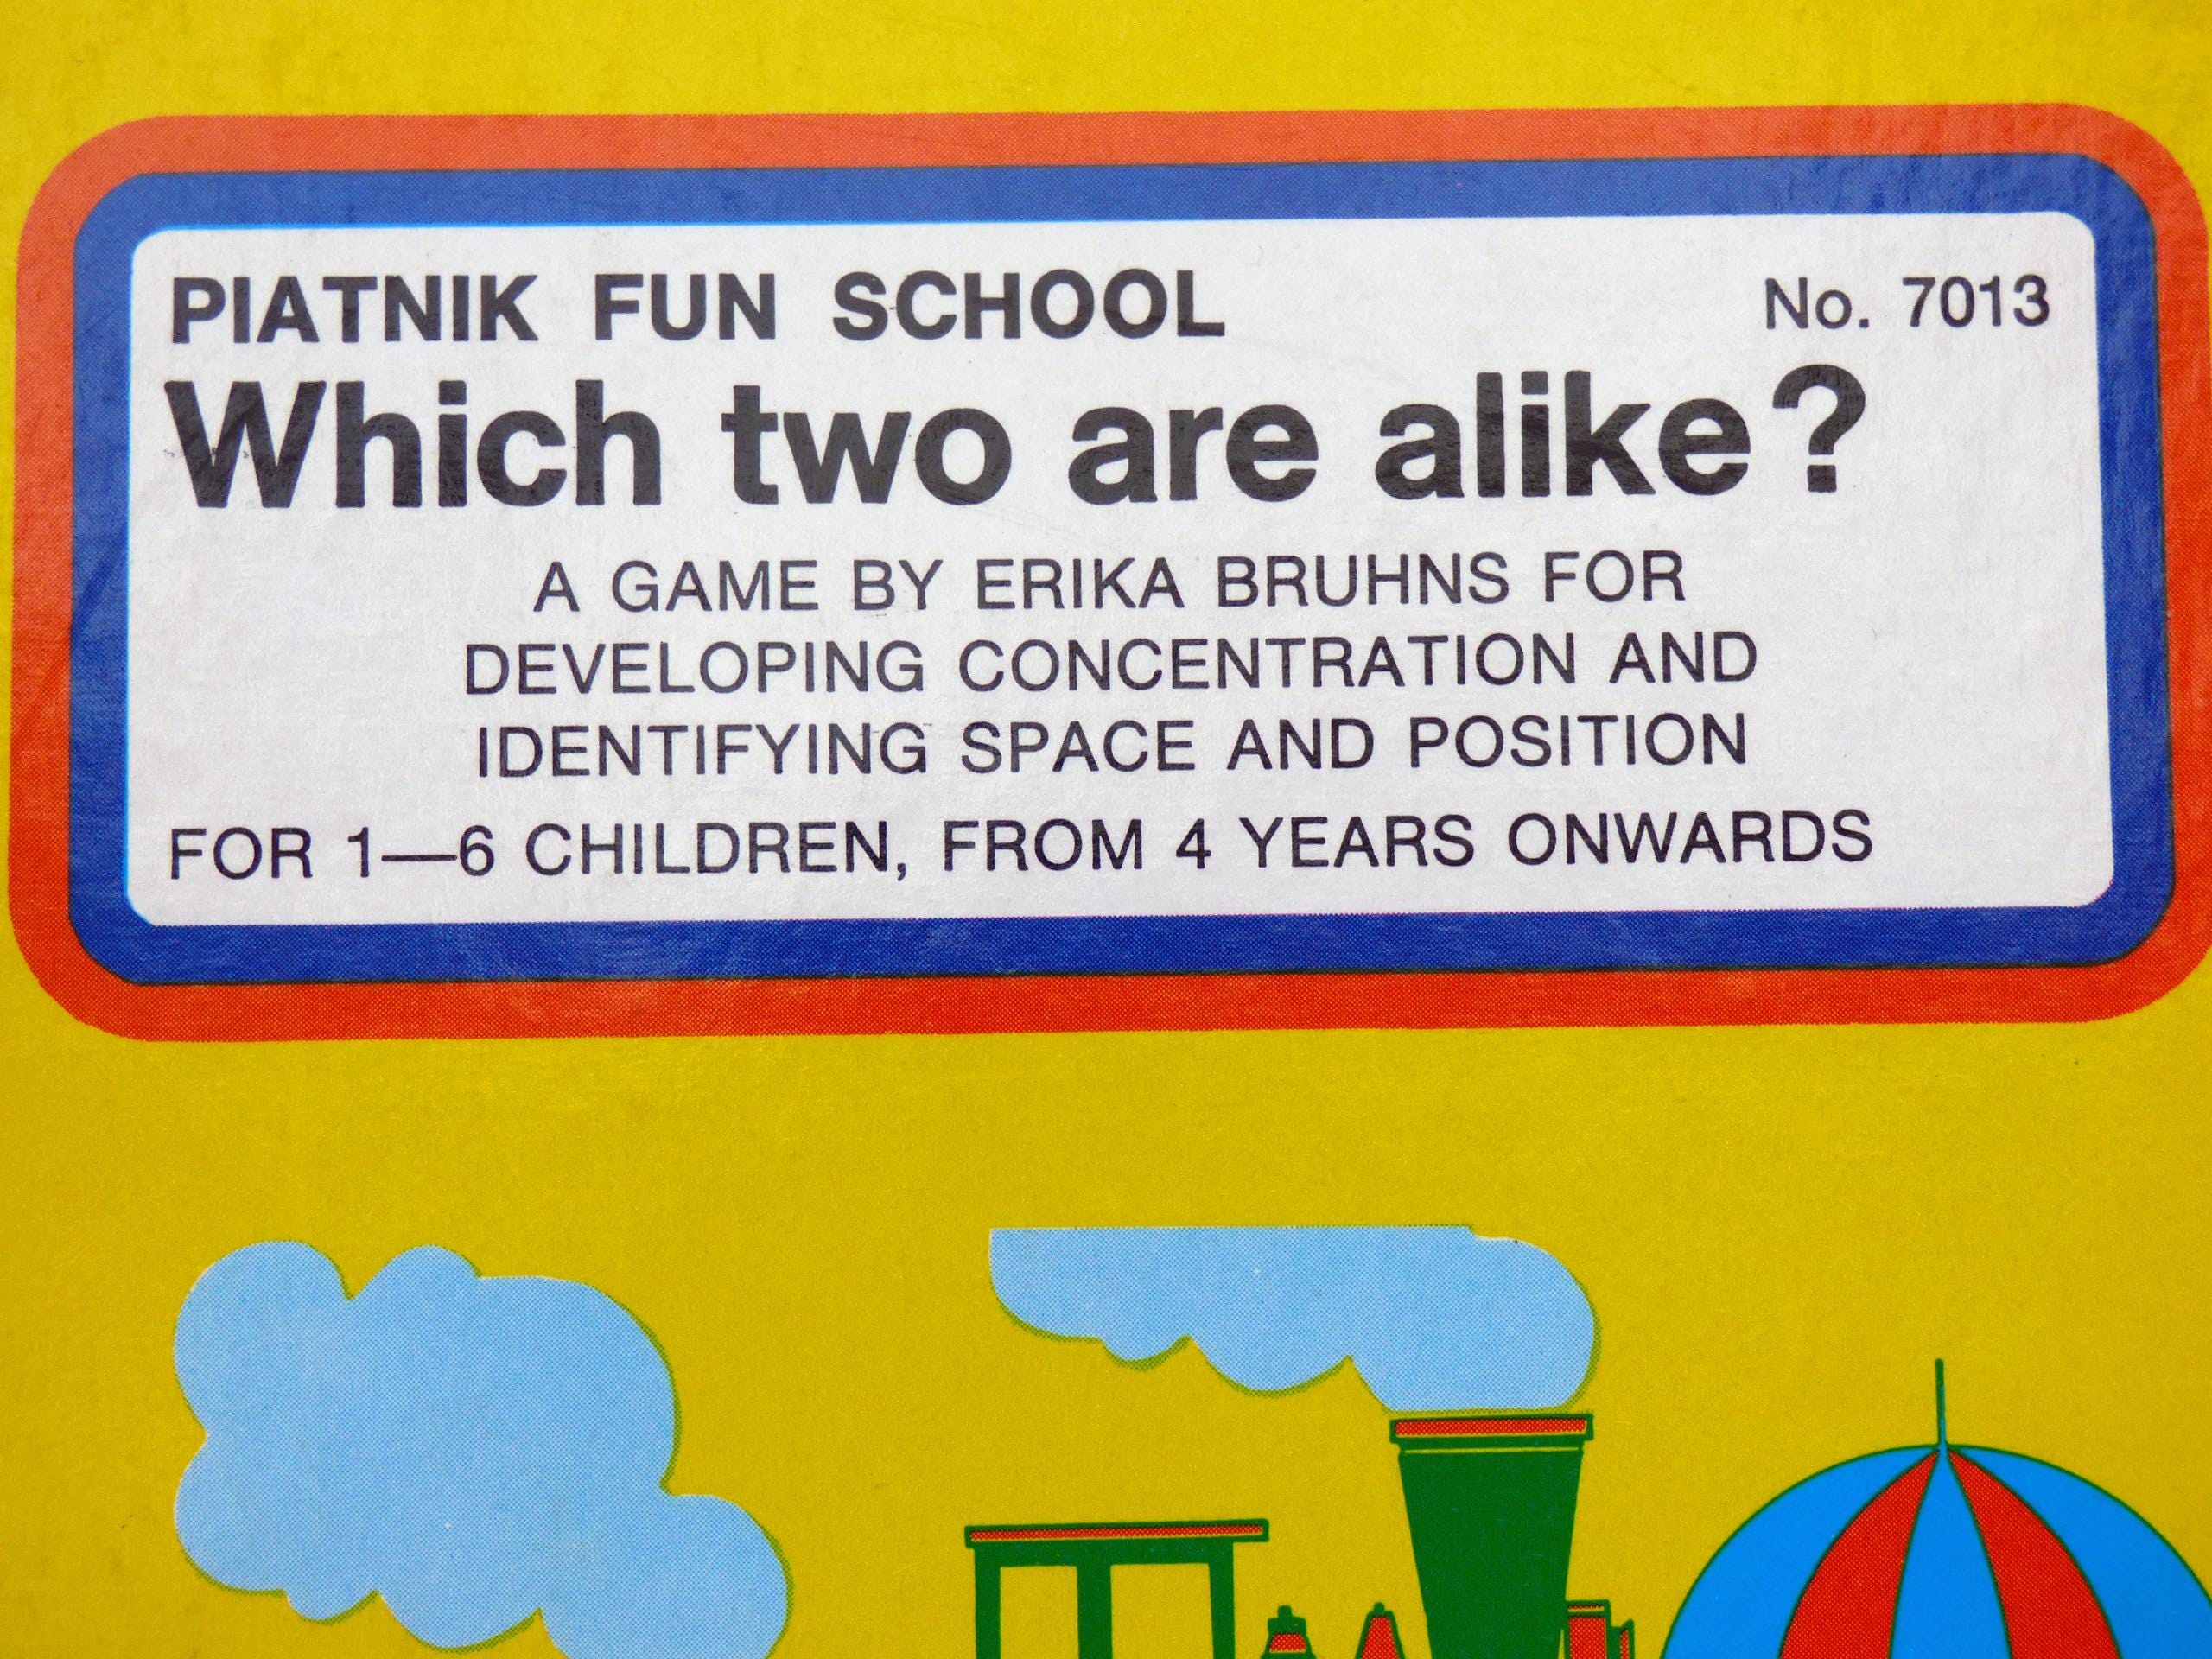 PIATNIK FUN SCHOOL No. 7013
Which two are alike?
A GAME BY ERIKA BRUHNS FOR
DEVELOPING CONCENTRATION AND
IDENTIFYING SPACE AND POSITION
FOR 1—6 CHILDREN, FROM 4 YEARS ONWARDS